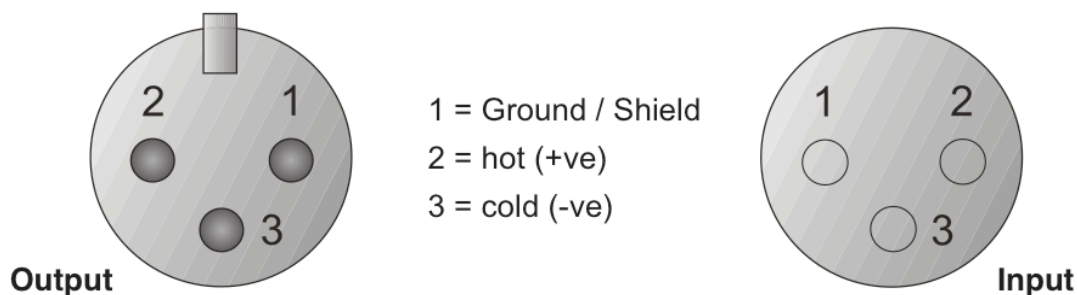 2 1
3
Output
1 = Ground / Shield
2 = hot (+ve)
3 = cold (-ve)
1 2
3
Input